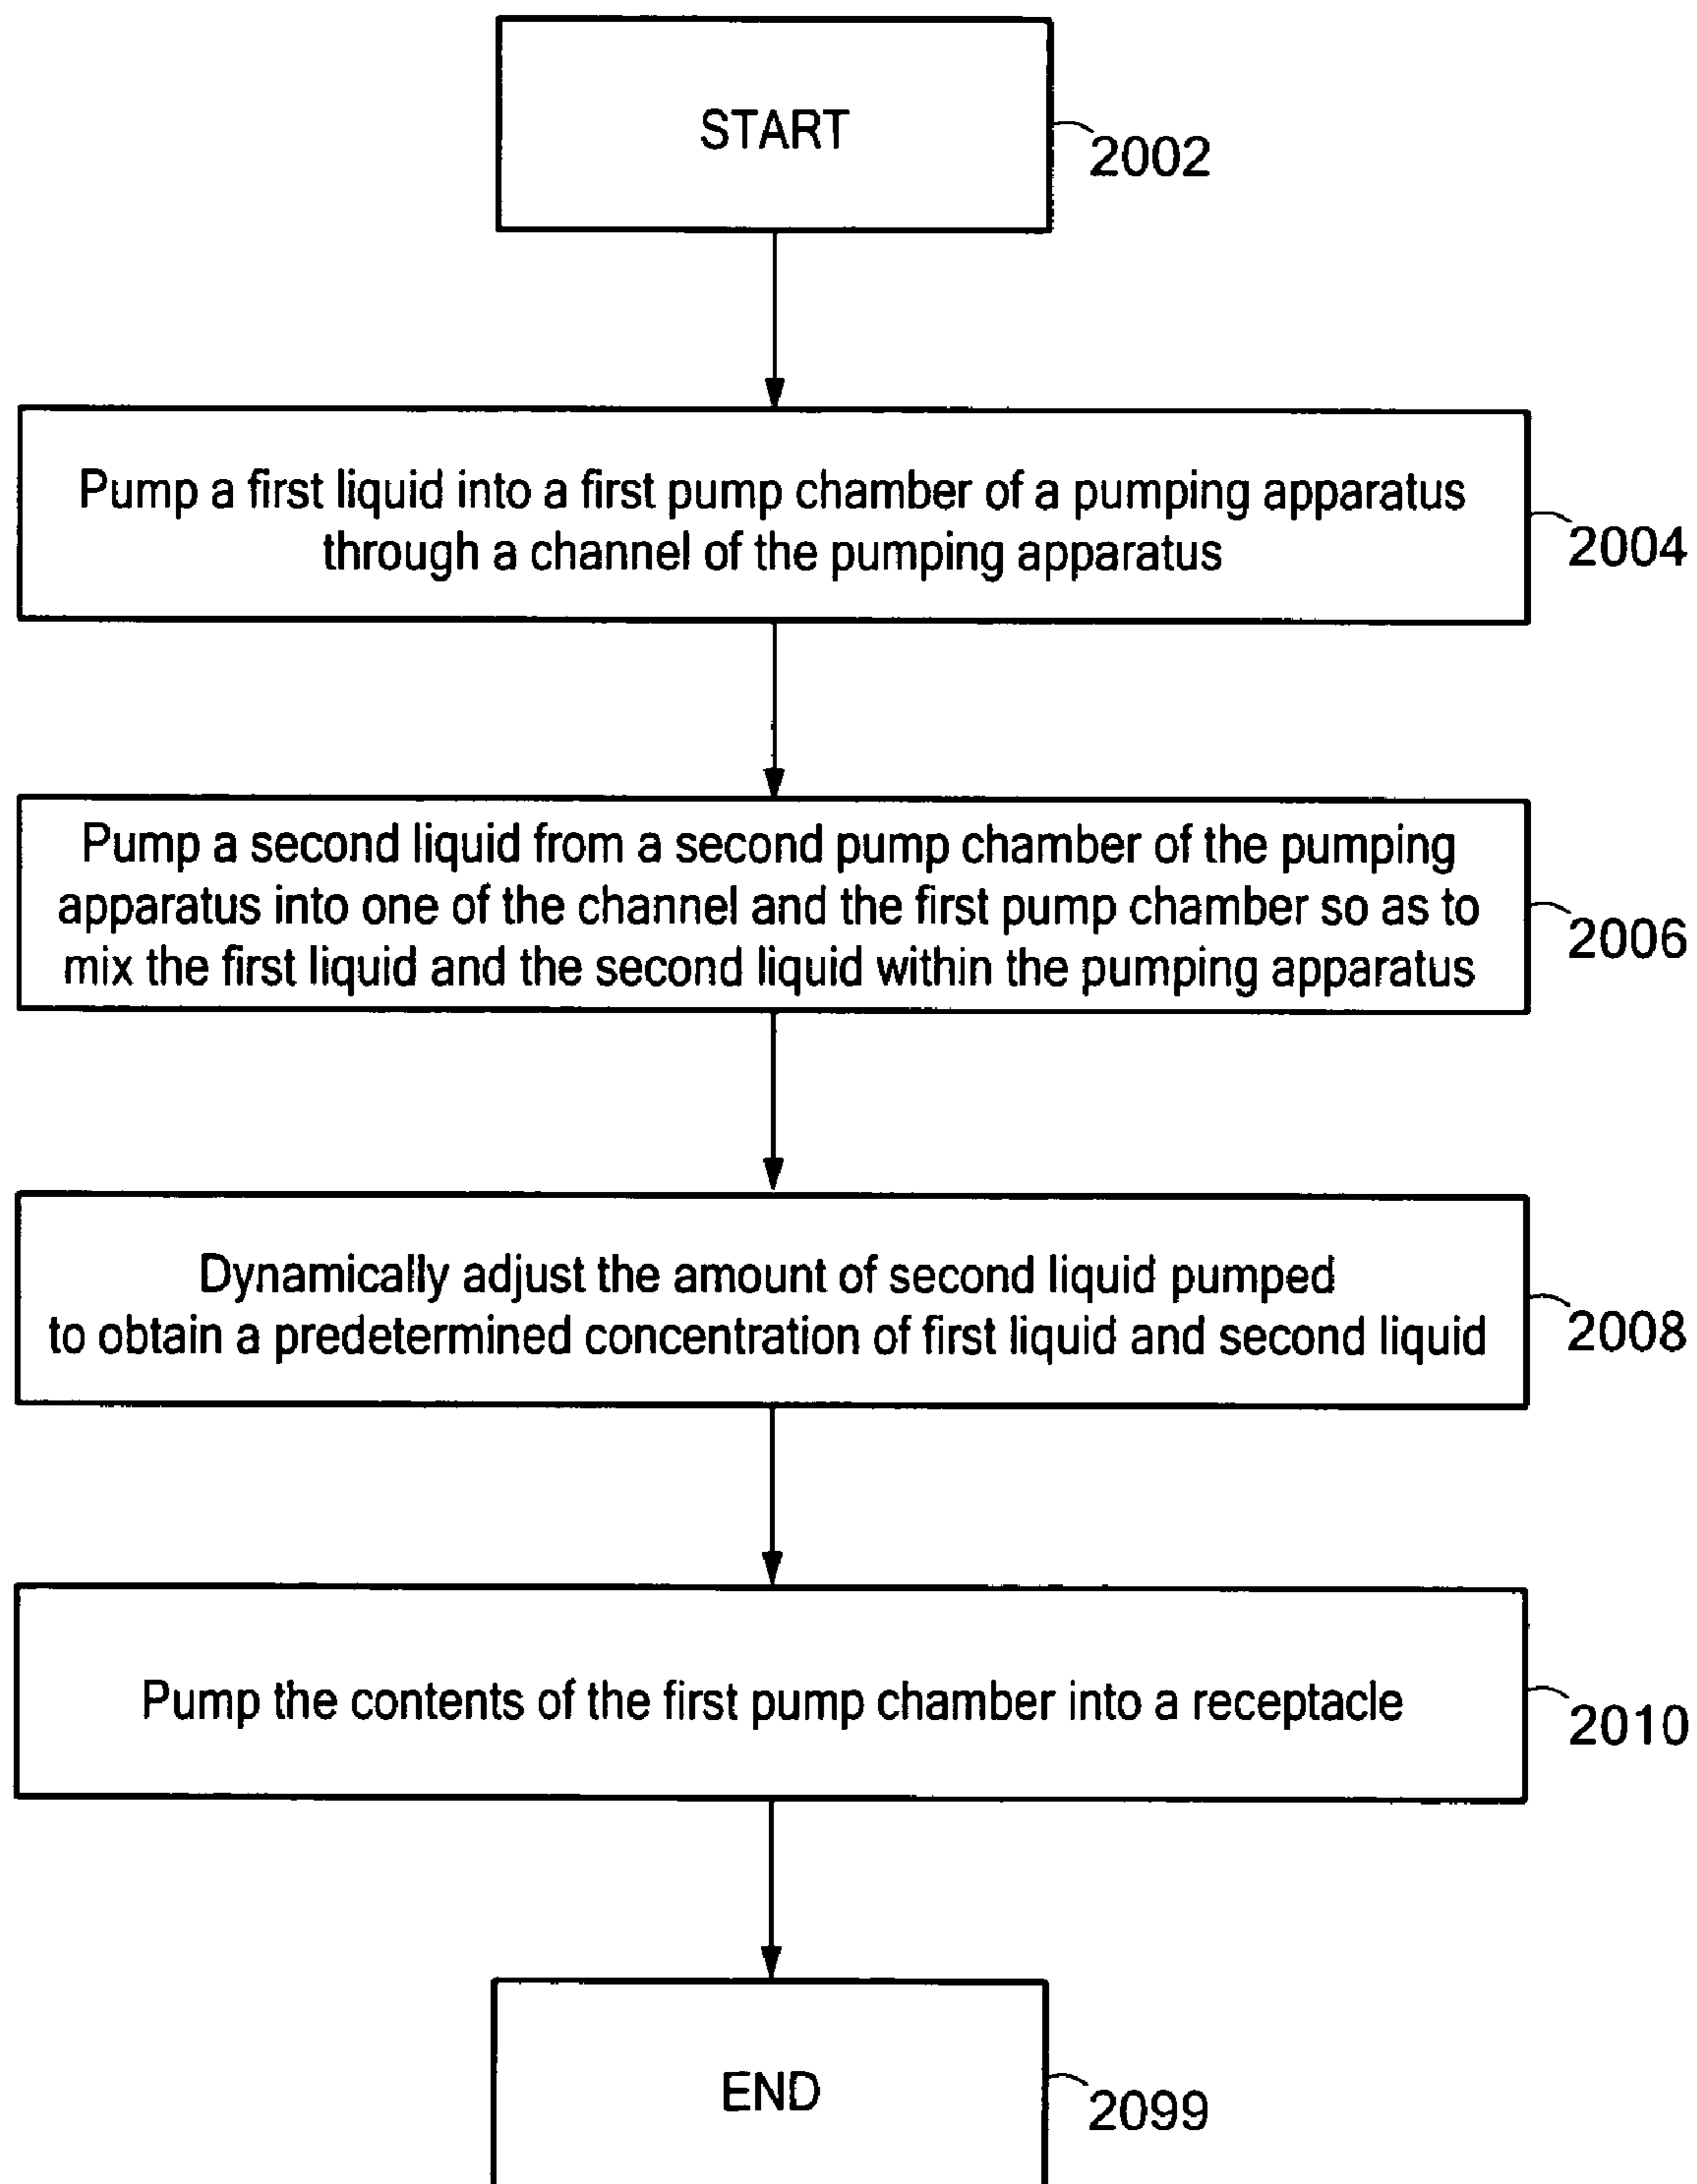 START
2002
Pump a first liquid into a first pump chamber of a pumping apparatus
through a channel of the pumping apparatus
2004
Pump a second liquid from a second pump chamber of the pumping
apparatus into one of the channel and the first pump chamber so as to
mix the first liquid and the second liquid within the pumping apparatus
2006
Dynamically adjust the amount of second liquid pumped
to obtain a predetermined concentration of first liquid and second liquid
2008
Pump the contents of the first pump chamber into a receptacle
2010
END
2099